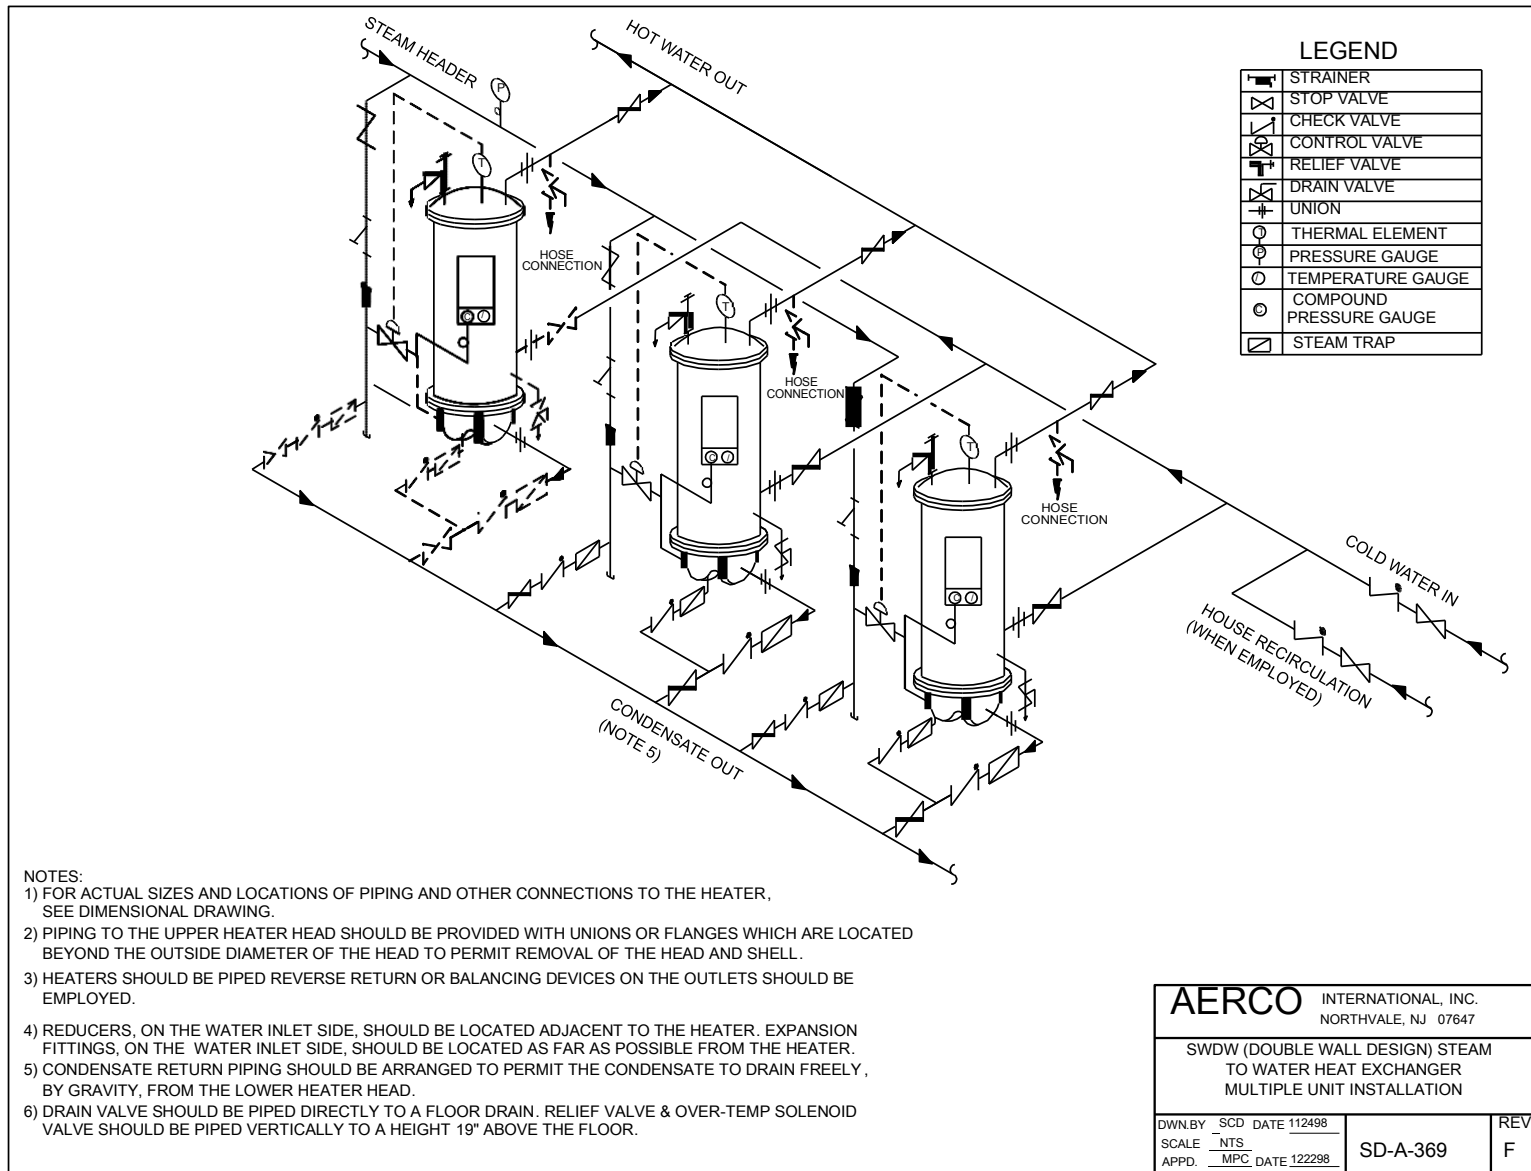 STEAM HEADER
HOT WATER OUT
P
T
HOSE
CONNECTION
C
T
HOSE
CONNECTION
C
T
HOSE
CONNECTION
C
COLD WATER IN
HOUSE RECIRCULATION
(WHEN EMPLOYED)
CONDENSATE OUT
(NOTE 5)
LEGEND
STRAINER
STOP VALVE
CHECK VALVE
CONTROL VALVE
RELIEF VALVE
DRAIN VALVE
UNION
T THERMAL ELEMENT
P PRESSURE GAUGE
TEMPERATURE GAUGE
C COMPOUND
PRESSURE GAUGE
STEAM TRAP
NOTES:
1) FOR ACTUAL SIZES AND LOCATIONS OF PIPING AND OTHER CONNECTIONS TO THE HEATER,
SEE DIMENSIONAL DRAWING.
2) PIPING TO THE UPPER HEATER HEAD SHOULD BE PROVIDED WITH UNIONS OR FLANGES WHICH ARE LOCATED
BEYOND THE OUTSIDE DIAMETER OF THE HEAD TO PERMIT REMOVAL OF THE HEAD AND SHELL.
3) HEATERS SHOULD BE PIPED REVERSE RETURN OR BALANCING DEVICES ON THE OUTLETS SHOULD BE
EMPLOYED.
4) REDUCERS, ON THE WATER INLET SIDE, SHOULD BE LOCATED ADJACENT TO THE HEATER. EXPANSION
FITTINGS, ON THE WATER INLET SIDE, SHOULD BE LOCATED AS FAR AS POSSIBLE FROM THE HEATER.
5) CONDENSATE RETURN PIPING SHOULD BE ARRANGED TO PERMIT THE CONDENSATE TO DRAIN FREELY,
BY GRAVITY, FROM THE LOWER HEATER HEAD.
6) DRAIN VALVE SHOULD BE PIPED DIRECTLY TO A FLOOR DRAIN. RELIEF VALVE & OVER-TEMP SOLENOID
VALVE SHOULD BE PIPED VERTICALLY TO A HEIGHT 19" ABOVE THE FLOOR.
AERCO INTERNATIONAL, INC.
NORTHVALE, NJ 07647
SWDW (DOUBLE WALL DESIGN) STEAM
TO WATER HEAT EXCHANGER
MULTIPLE UNIT INSTALLATION
DWN.BY SCD DATE 112498
SCALE NTS
APPD. MPC DATE 122298
SD-A-369
REV
F